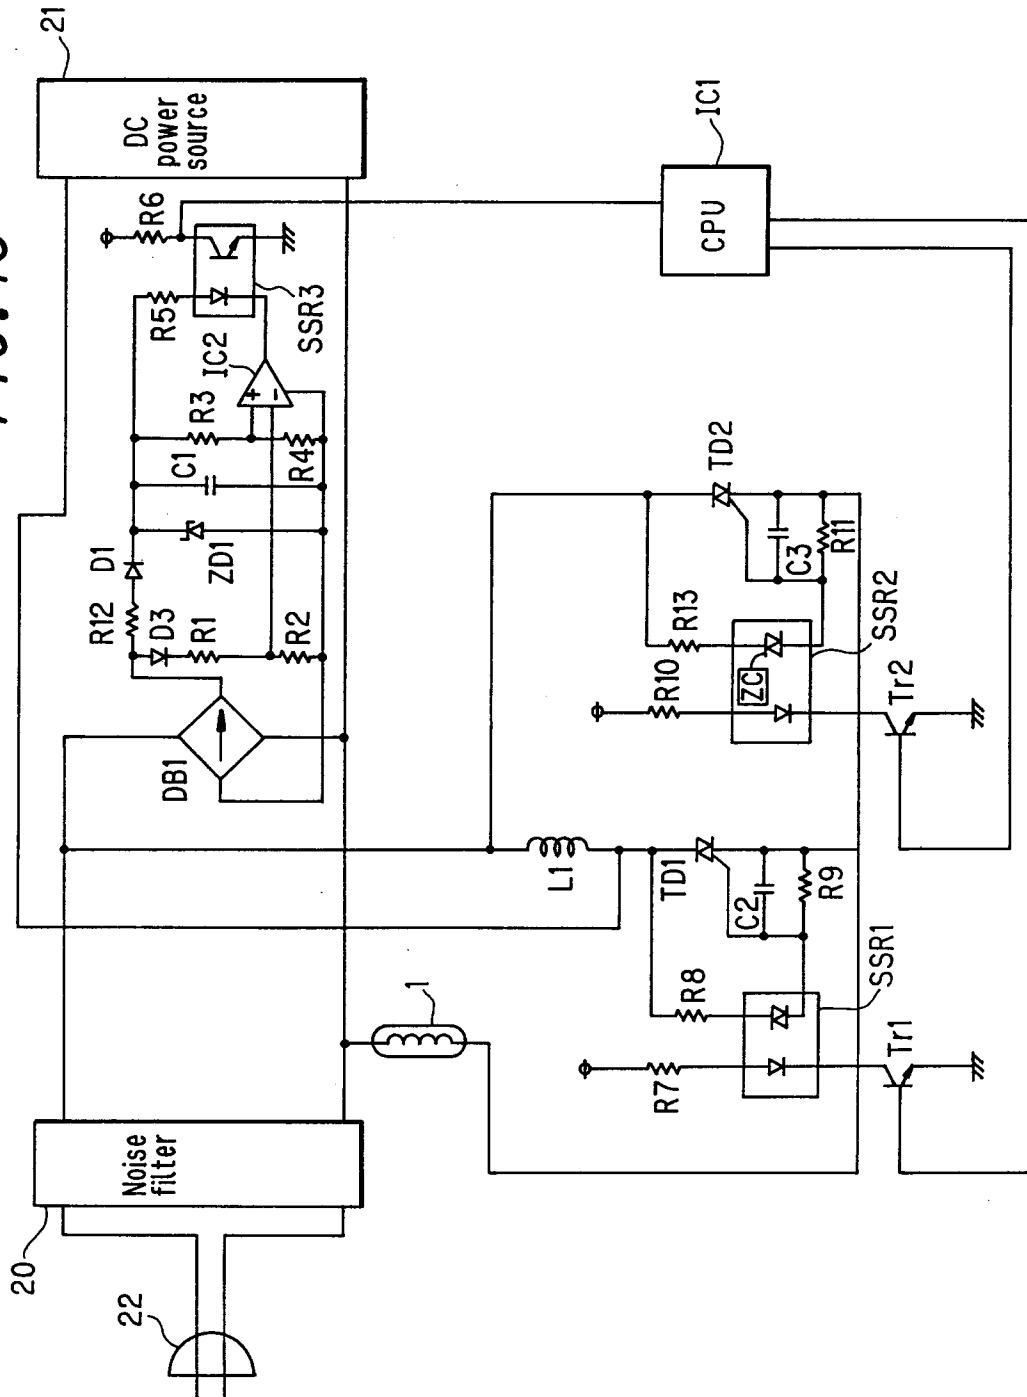 21
DC
power
source
R6
R5
SSR3
IC2
R3
R4
C1
ZD1
D1
R12
D3
R1
R2
DB1
IC1
CPU
TD2
C3
R11
R13
R10
ZC
SSR2
Tr2
L1
TD1
C2
R9
R8
R7
SSR1
Tr1
1
Noise
filter
20
22
+
−